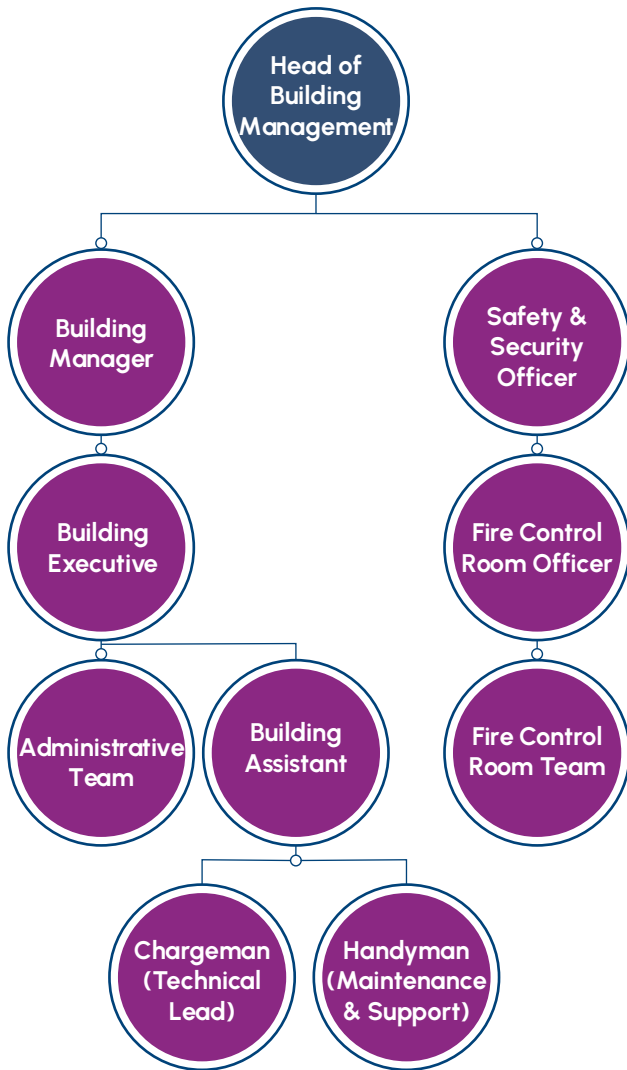 Head of
Building
Management
Building
Manager
Safety &
Security
Officer
Building
Executive
Fire Control
Room Officer
Administrative
Team
Building
Assistant
Fire Control
Room Team
Chargeman
(Technical
Lead)
Handyman
(Maintenance
& Support)